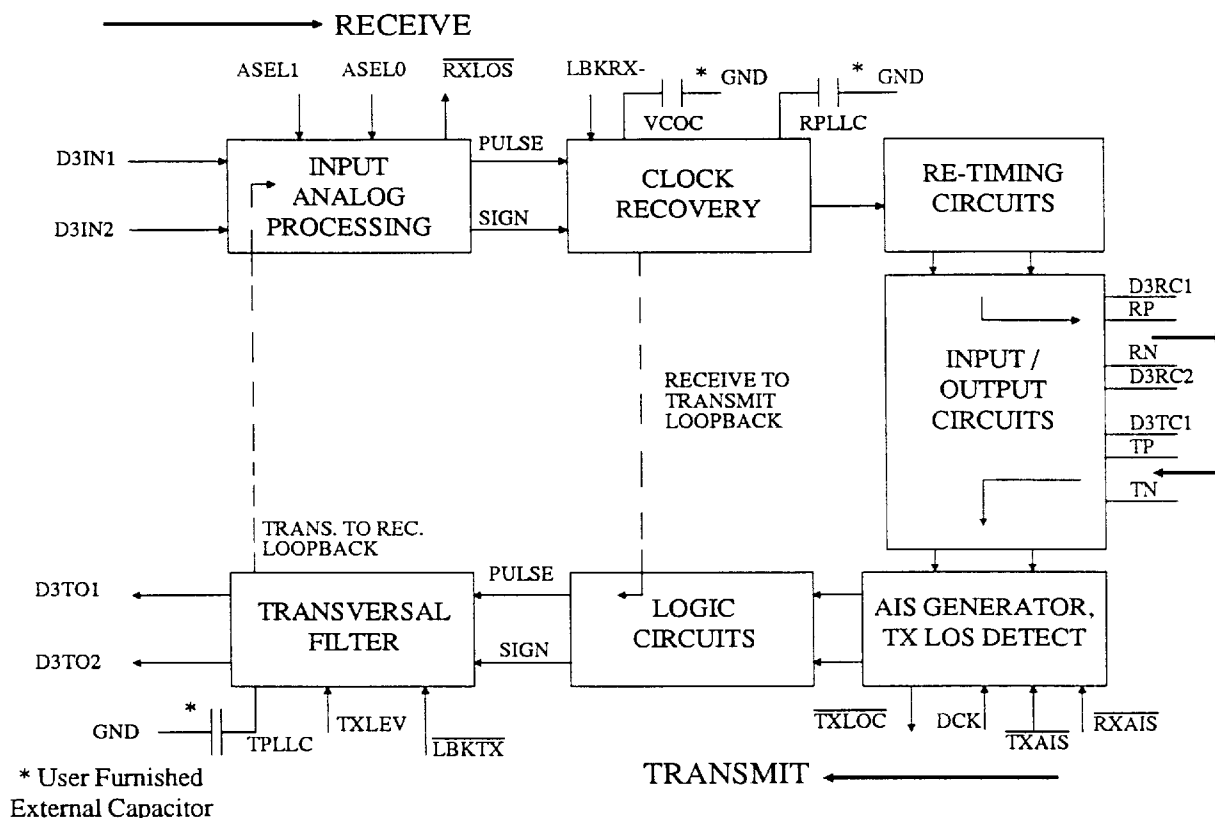 RECEIVE
ASEL1
ASEL0
RXLOS
LBKRX-
*
GND
*
GND
VCOC
RPLLC
D3IN1
D3IN2
INPUT
ANALOG
PROCESSING
PULSE
SIGN
CLOCK
RECOVERY
RE-TIMING
CIRCUITS
D3RC1
RP
RN
D3RC2
D3TC1
TP
TN
INPUT /
OUTPUT
CIRCUITS
RECEIVE TO
TRANSMIT
LOOPBACK
TRANS. TO REC.
LOOPBACK
D3TO1
D3TO2
TRANSVERSAL
FILTER
PULSE
SIGN
LOGIC
CIRCUITS
AIS GENERATOR,
TX LOS DETECT
GND
*
TPLLC
TXLEV
LBKTX
TXLOC
DCK
TXAIS
RXAIS
TRANSMIT
* User Furnished
External Capacitor